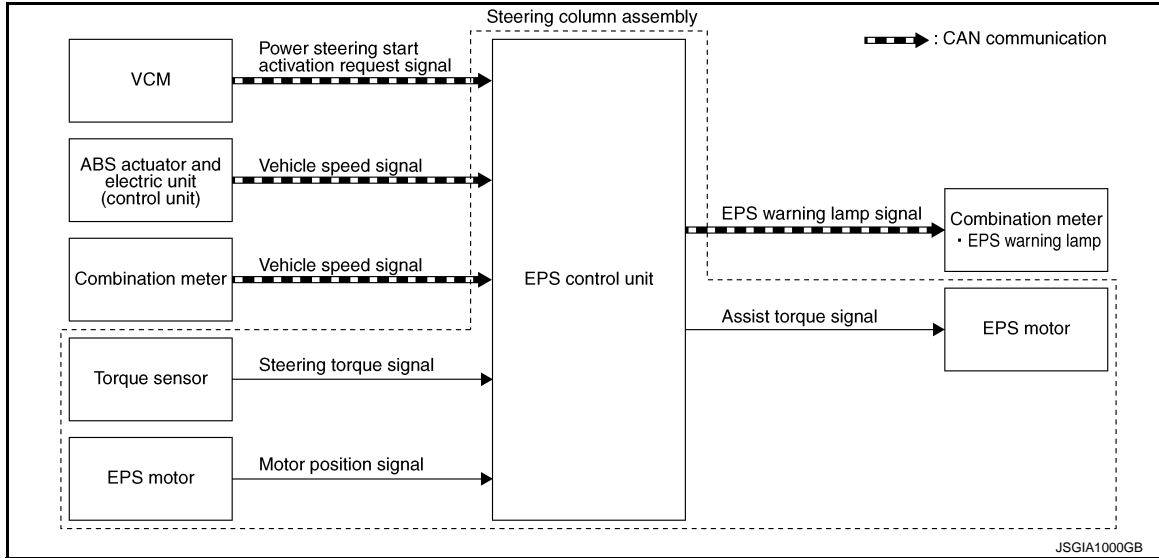 Steering column assembly
: CAN communication
VCM
Power steering start
activation request signal
ABS actuator and
electric unit
(control unit)
Vehicle speed signal
Combination meter
Vehicle speed signal
Torque sensor
Steering torque signal
EPS motor
Motor position signal
EPS control unit
EPS warning lamp signal
Combination meter
・EPS warning lamp
Assist torque signal
EPS motor
JSGIA1000GB